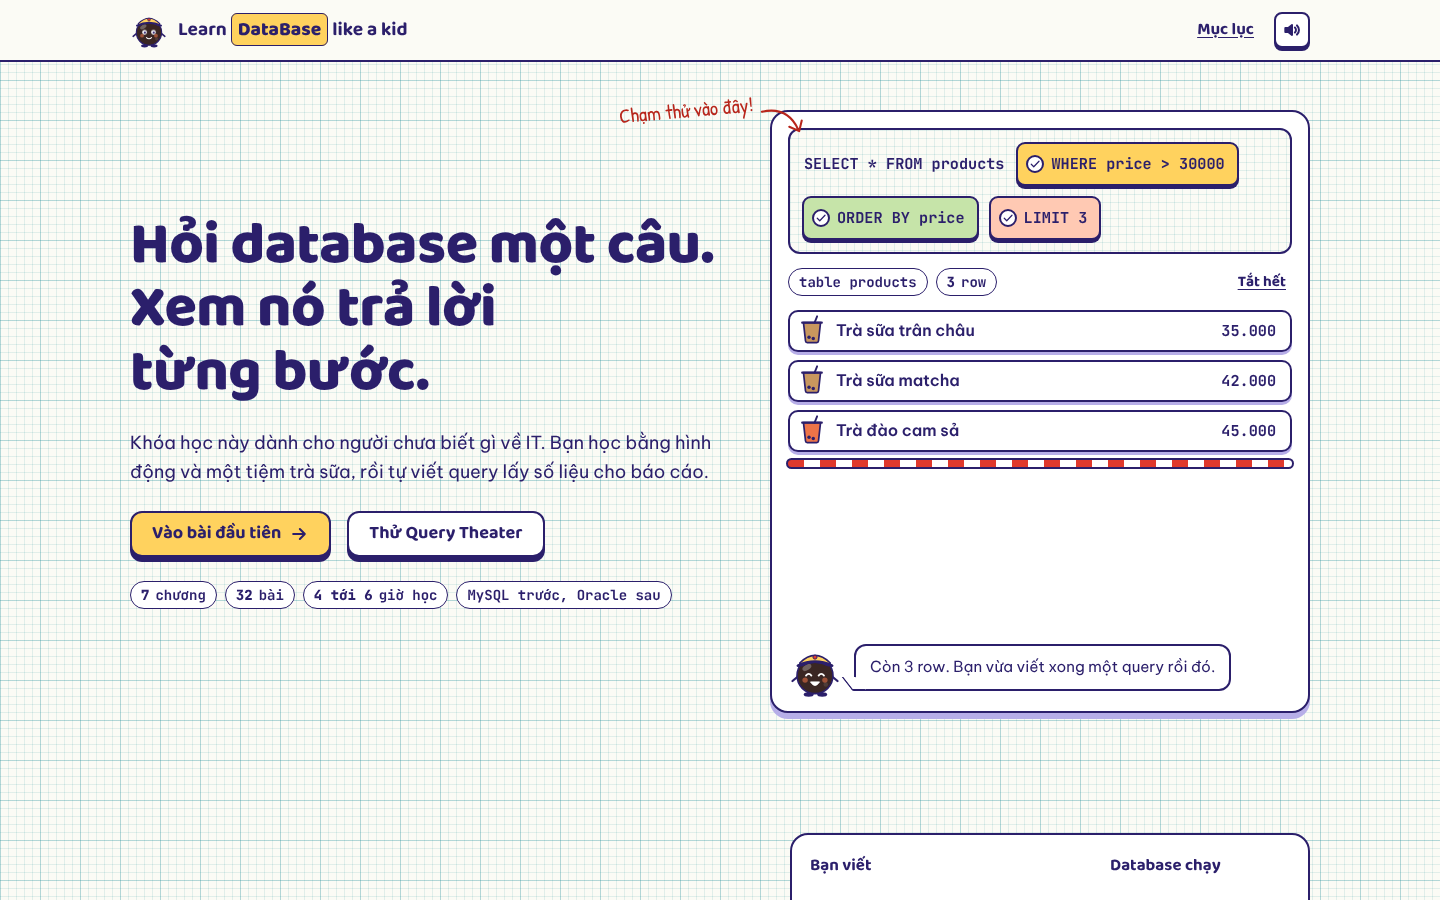 Learn DataBase like a kid
Mục lục
Chạm thử vào đây!
Hỏi database một câu.
Xem nó trả lời
từng bước.
Khóa học này dành cho người chưa biết gì về IT. Bạn học bằng hình
động và một tiệm trà sữa, rồi tự viết query lấy số liệu cho báo cáo.
Vào bài đầu tiên →
Thử Query Theater
7 chương
32 bài
4 tới 6 giờ học
MySQL trước, Oracle sau
SELECT * FROM products WHERE price > 30000
ORDER BY price LIMIT 3
table products
3 row
Tắt hết
Trà sữa trân châu 35.000
Trà sữa matcha 42.000
Trà đào cam sả 45.000
Còn 3 row. Bạn vừa viết xong một query rồi đó.
Bạn viết
Database chạy